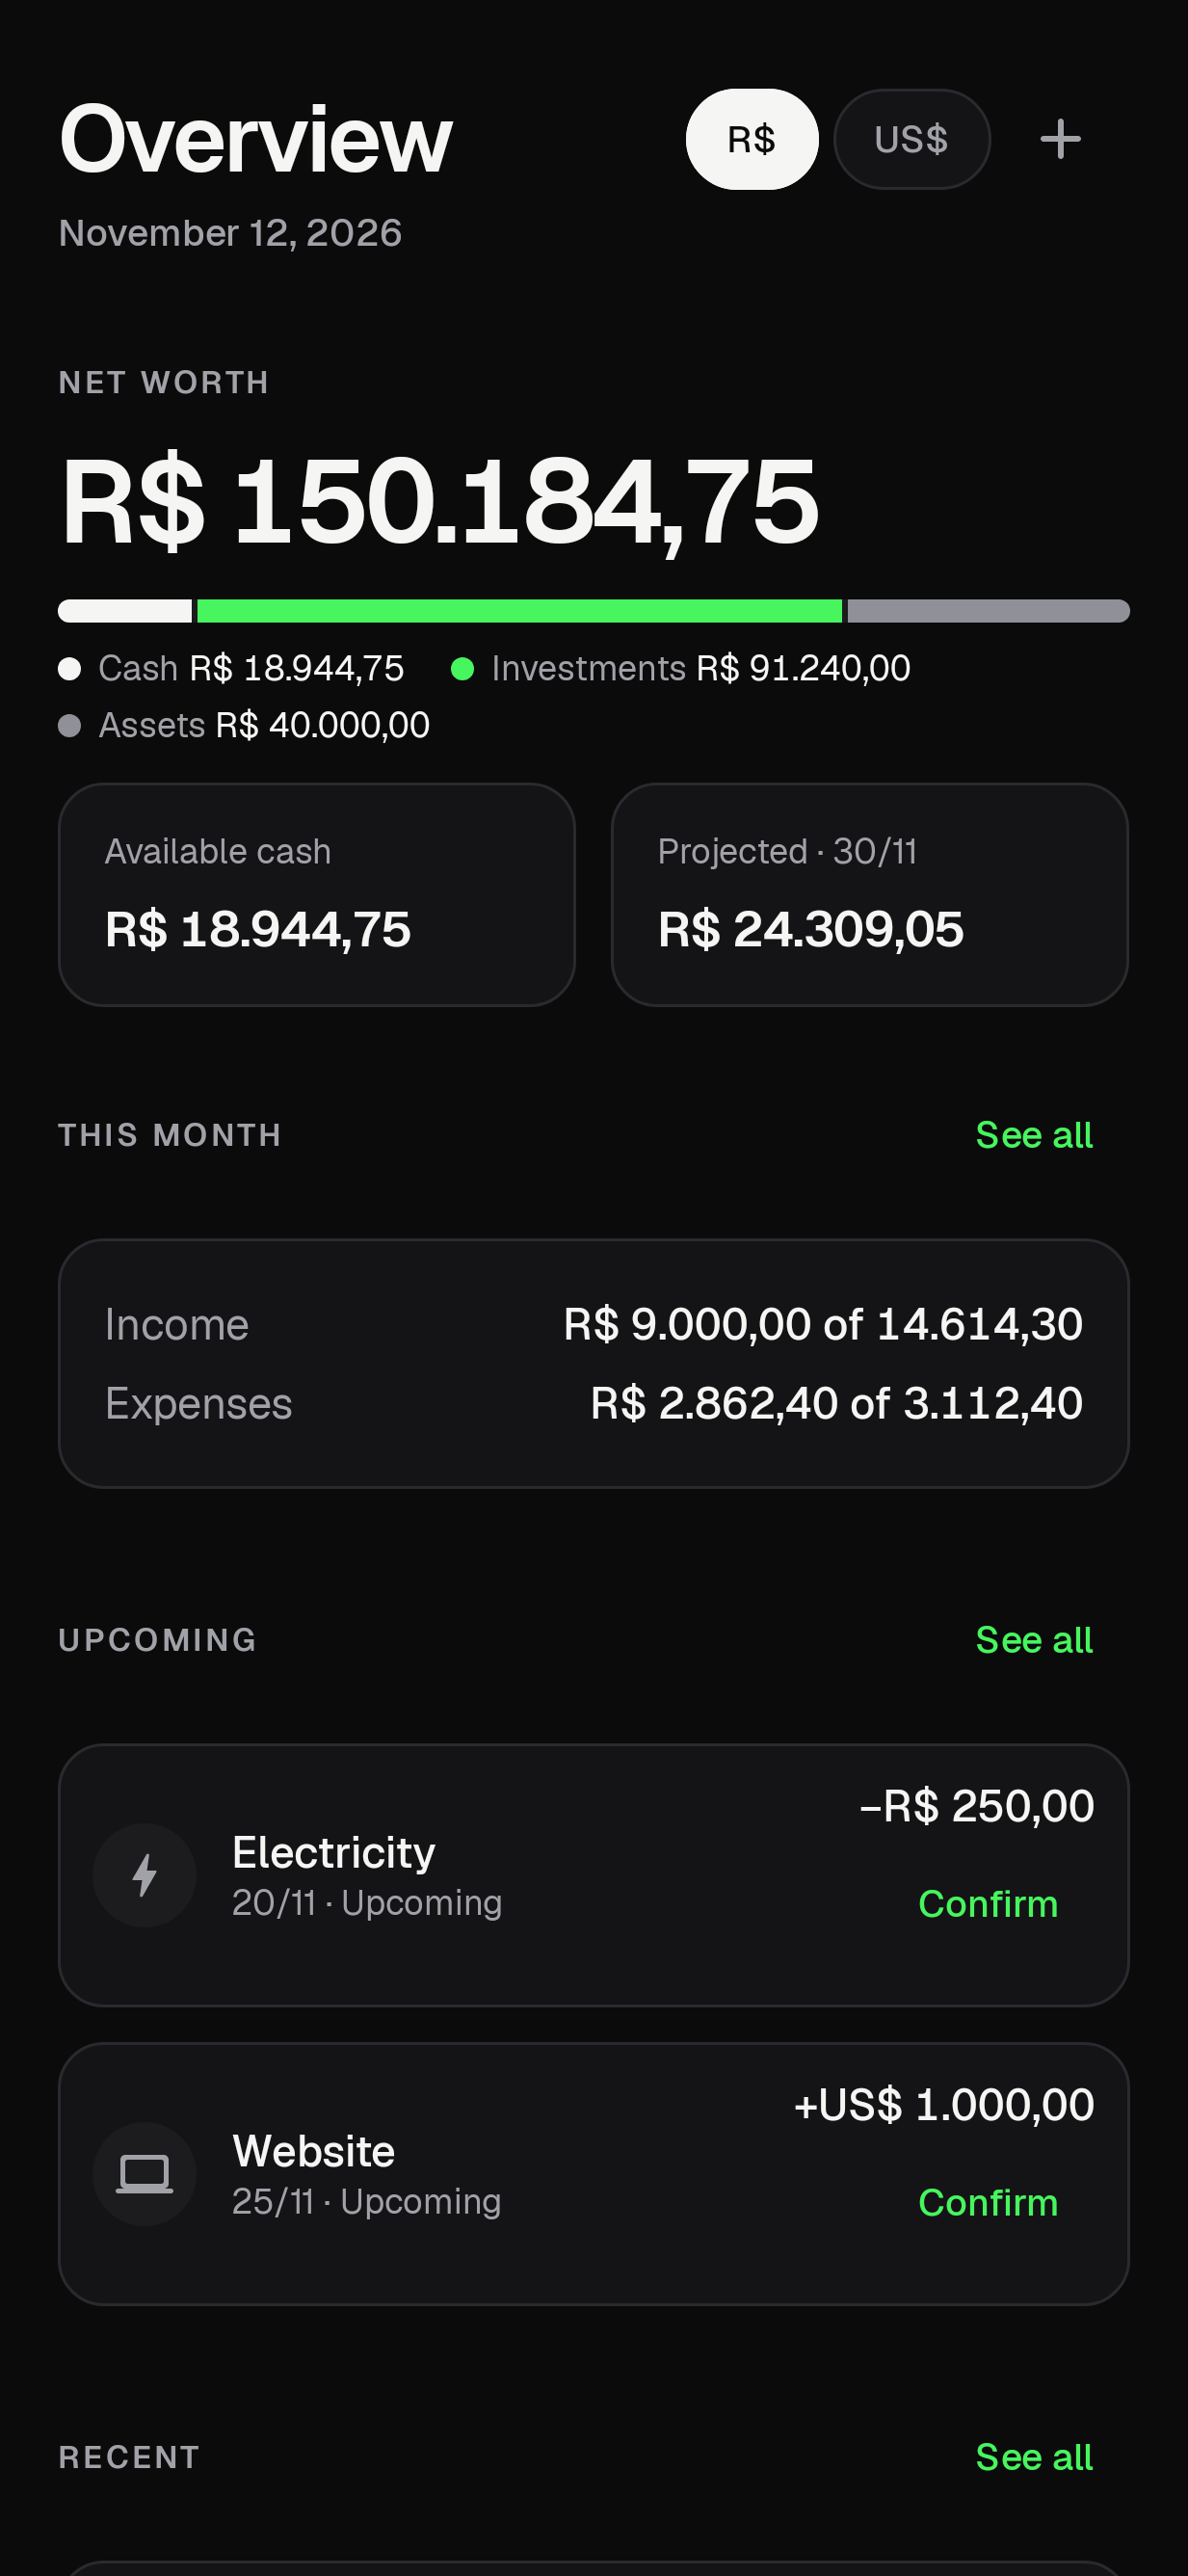 Overview
R$
US$
November 12, 2026
NET WORTH
R$ 150.184,75
Cash R$ 18.944,75
Investments R$ 91.240,00
Assets R$ 40.000,00
Available cash
R$ 18.944,75
Projected · 30/11
R$ 24.309,05
THIS MONTH
See all
Income
R$ 9.000,00 of 14.614,30
Expenses
R$ 2.862,40 of 3.112,40
UPCOMING
See all
Electricity
20/11 · Upcoming
−R$ 250,00
Confirm
Website
25/11 · Upcoming
+US$ 1.000,00
Confirm
RECENT
See all